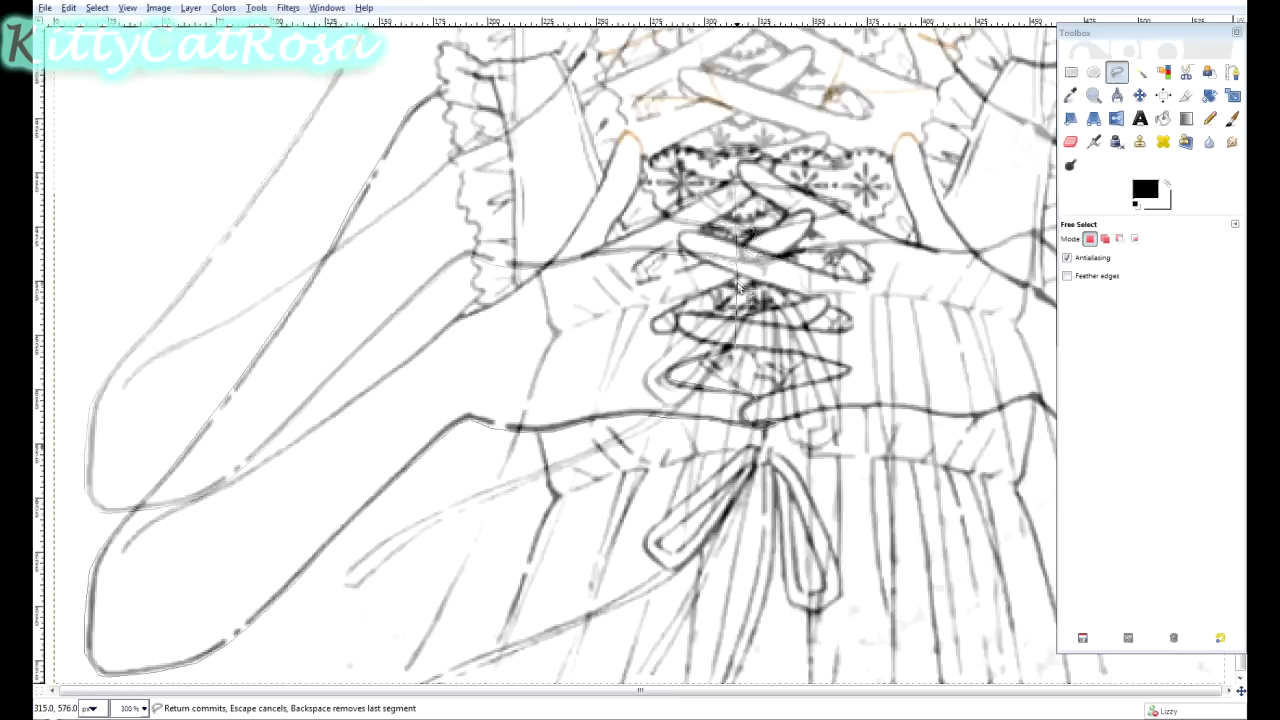 File Edit Select View Image Layer Colors Tools Filters Windows Help
KittyCatRosa
Toolbox
Free Select
Mode:
Antialiasing
Feather edges
315.0, 576.0 px 300 % Return commits, Escape cancels, Backspace removes last segment
Lizzy